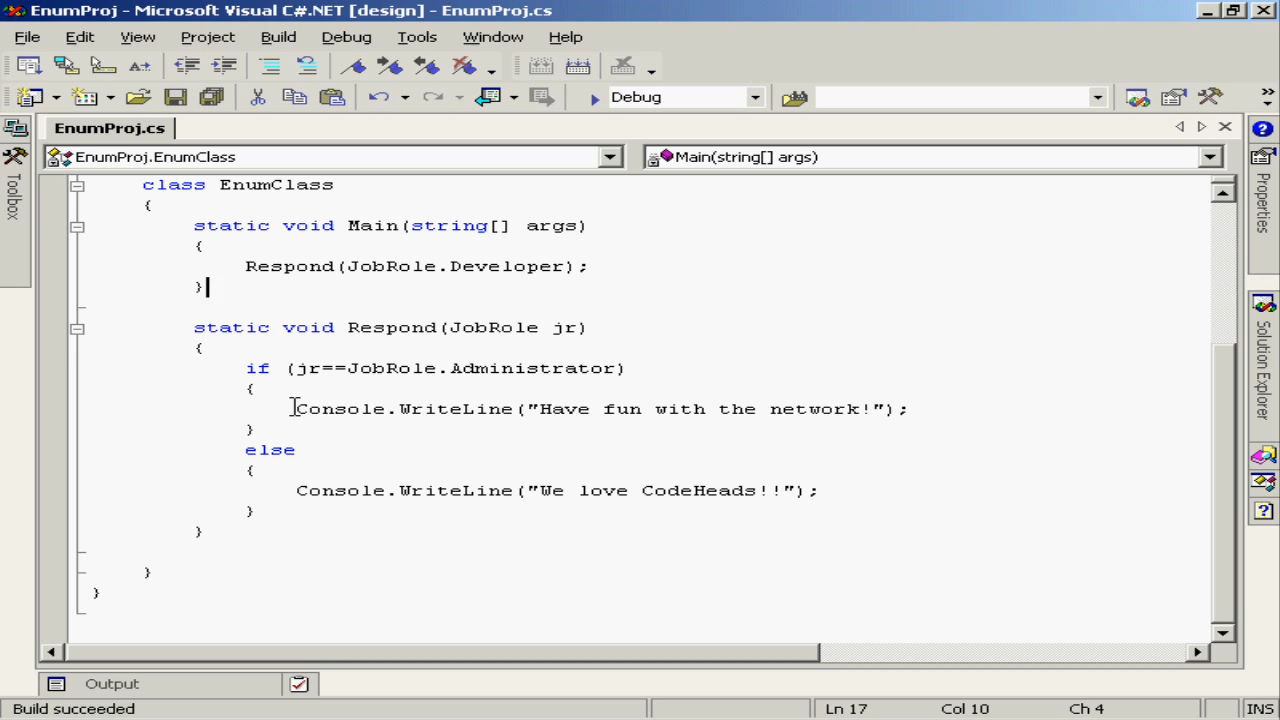 EnumProj - Microsoft Visual C#.NET [design] - EnumProj.cs
File Edit View Project Build Debug Tools Window Help
Debug
EnumProj.cs
EnumProj.EnumClass Main(string[] args)
Toolbox
Properties
Solution Explorer
class EnumClass
{
static void Main(string[] args)
{
Respond(JobRole.Developer);
}
static void Respond(JobRole jr)
{
if (jr==JobRole.Administrator)
{
Console.WriteLine("Have fun with the network!");
}
else
{
Console.WriteLine("We love CodeHeads!!");
}
}
}
}
Output
Build succeeded Ln 17 Col 10 Ch 4 INS